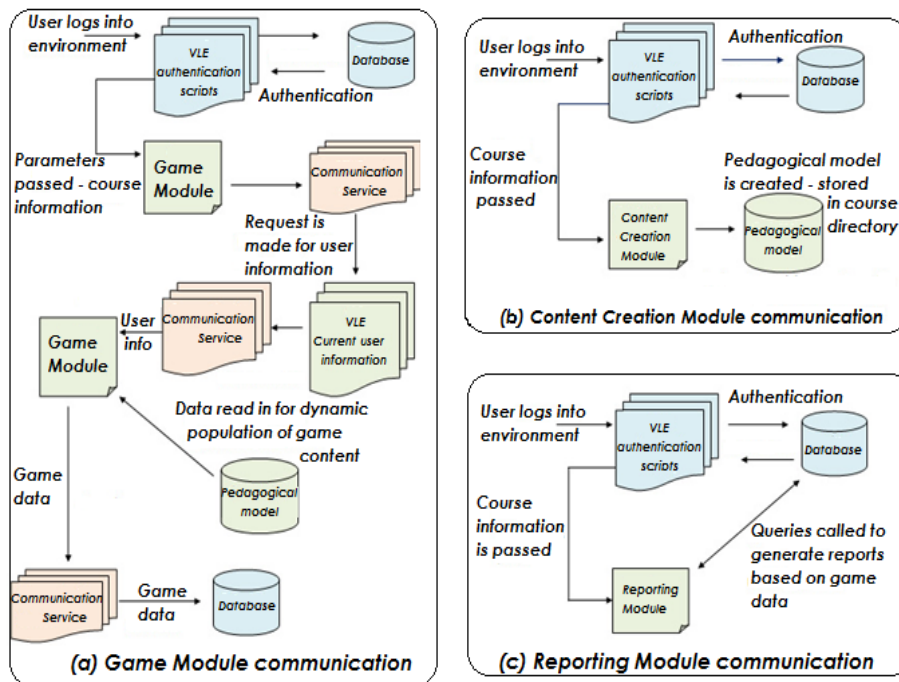 User logs into
environment
VLE
authentication
scripts
Database
Authentication
Parameters
passed - course
information
Game
Module
Communication
Service
Request is
made for user
information
User
info
Communication
Service
VLE
Current user
information
Game
Module
Data read in for dynamic
population of game
content
Game
data
Pedagogical
model
Communication
Service
Game
data
Database
(a) Game Module communication
User logs into
environment
VLE
authentication
scripts
Authentication
Database
Course
information
passed
Pedagogical model
is created - stored
in course
directory
Content
Creation
Module
Pedagogical
model
(b) Content Creation Module communication
User logs into
environment
VLE
authentication
scripts
Authentication
Database
Course
information
is passed
Queries called to
generate reports
based on game
data
Reporting
Module
(c) Reporting Module communication